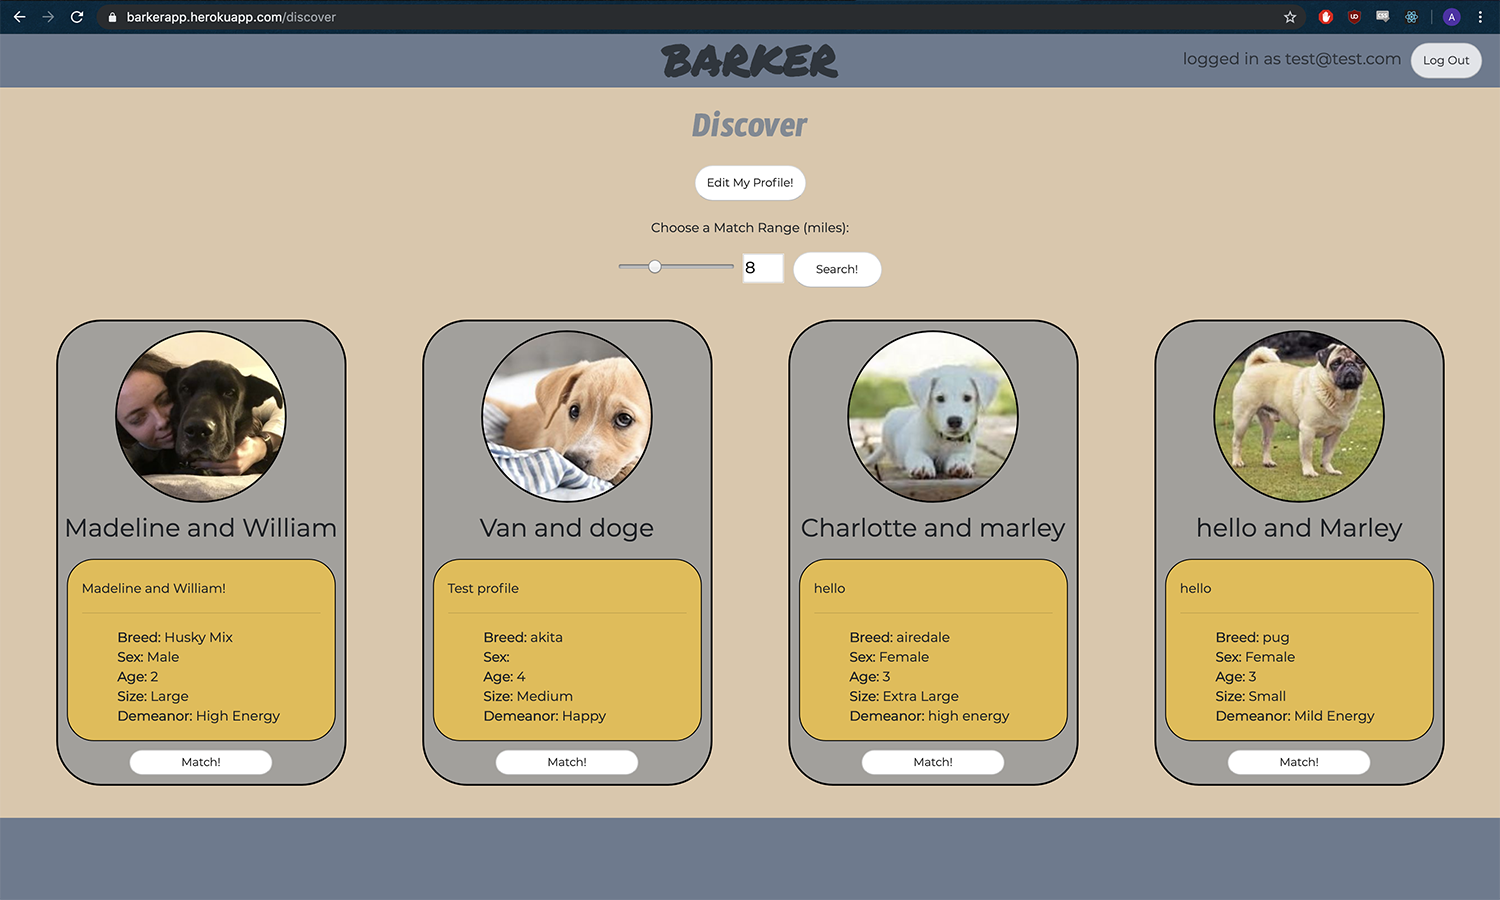 barkerapp.herokuapp.com/discover
A
BARKER
logged in as test@test.com
Log Out
Discover
Edit My Profile!
Choose a Match Range (miles):
8
Search!
Madeline and William
Madeline and William!
Breed: Husky Mix
Sex: Male
Age: 2
Size: Large
Demeanor: High Energy
Match!
Van and doge
Test profile
Breed: akita
Sex:
Age: 4
Size: Medium
Demeanor: Happy
Match!
Charlotte and marley
hello
Breed: airedale
Sex: Female
Age: 3
Size: Extra Large
Demeanor: high energy
Match!
hello and Marley
hello
Breed: pug
Sex: Female
Age: 3
Size: Small
Demeanor: Mild Energy
Match!